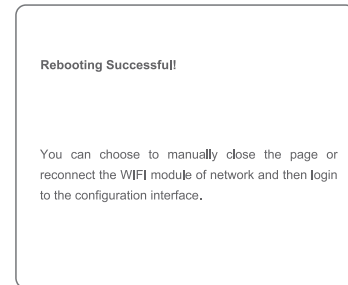 Rebooting Successful!
You can choose to manually close the page or
reconnect the WIFI module of network and then login
to the configuration interface.